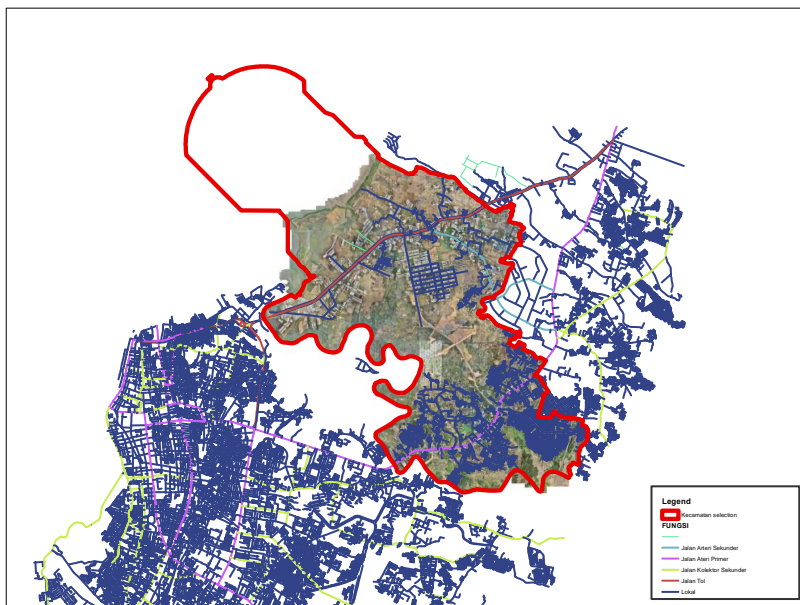 Legend
Kecamatan selection
FUNGSI
Jalan Arteri Sekunder
Jalan Ateri Primer
Jalan Kolektor Sekunder
Jalan Tol
Lokal